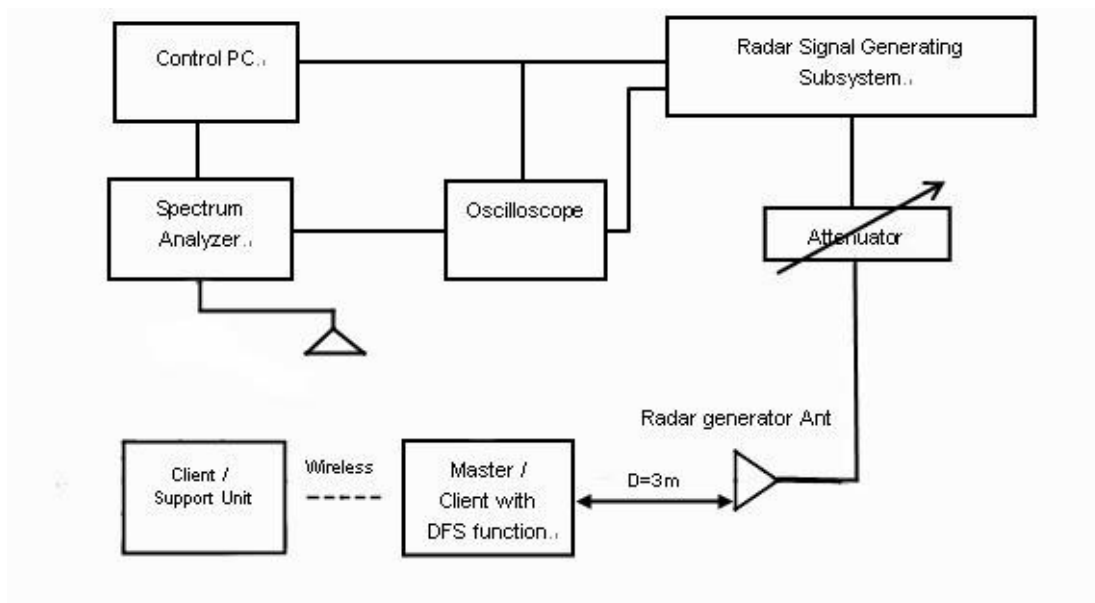 Control PC.
Radar Signal Generating
Subsystem.
Spectrum
Analyzer.
Oscilloscope
Attenuator
Radar generator Ant
Client /
Support Unit
Wireless
Master /
Client with
DFS function.
D=3m